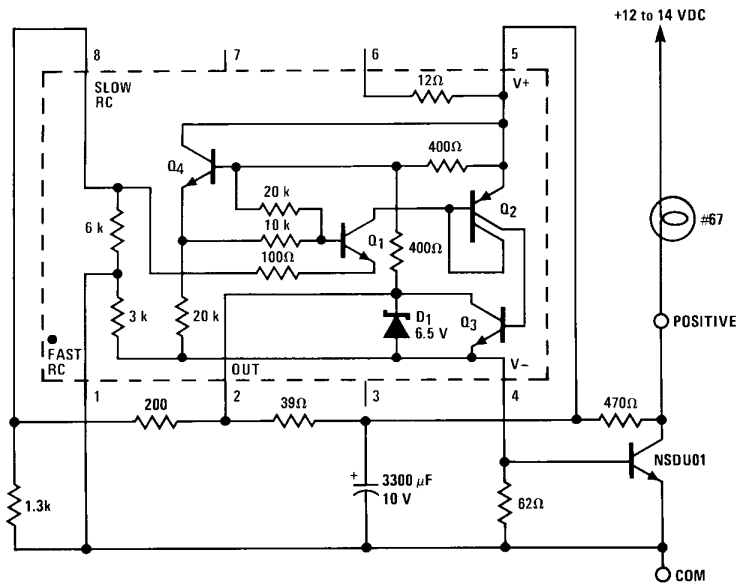 +12 to 14 VDC
8
7
6
5
SLOW
RC
12Ω
V+
Q4
400Ω
20 k
Q2
6 k
10 k
Q1
#67
100Ω
400Ω
3 k
20 k
D1
6.5 V
Q3
POSITIVE
FAST
RC
OUT
V−
1
2
3
4
200
39Ω
470Ω
NSDU01
+
3300 μF
10 V
1.3k
62Ω
COM